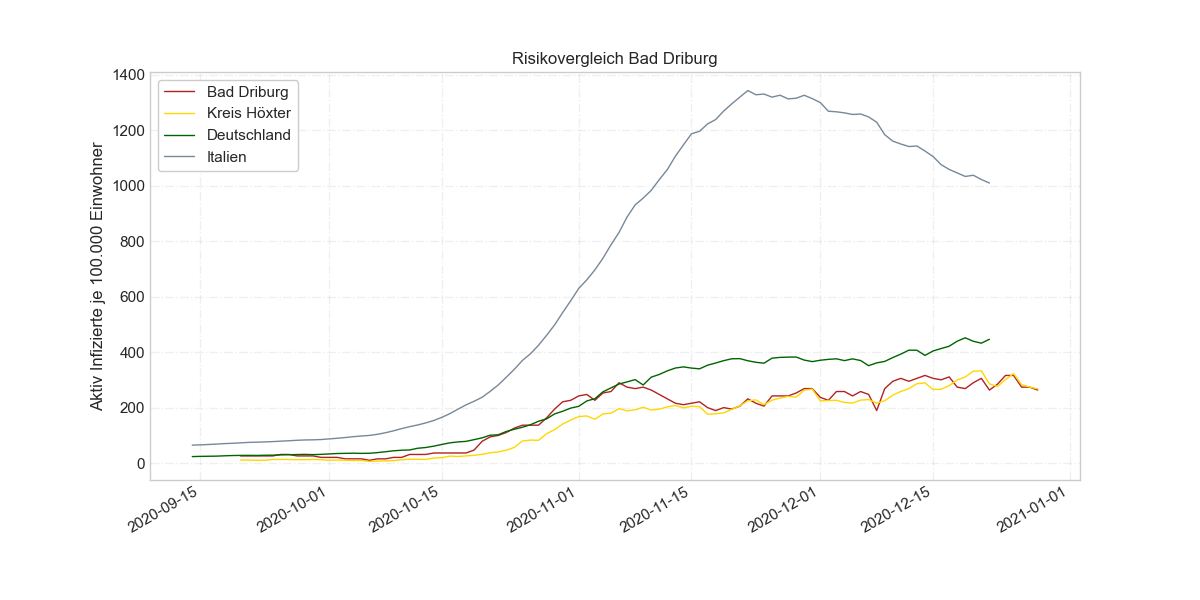 Risikovergleich Bad Driburg
Aktiv Infizierte je 100.000 Einwohner
1400
1200
1000
800
600
400
200
0
Bad Driburg
Kreis Höxter
Deutschland
Italien
2020-09-15
2020-10-01
2020-10-15
2020-11-01
2020-11-15
2020-12-01
2020-12-15
2021-01-01